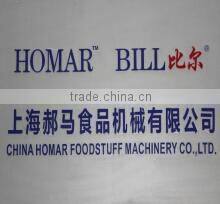 HOMAR™ BILL比尔®
TradeKey
trade.china.cn
上海郝马食品机械有限公司
CHINA HOMAR FOODSTUFF MACHINERY CO.,LTD.